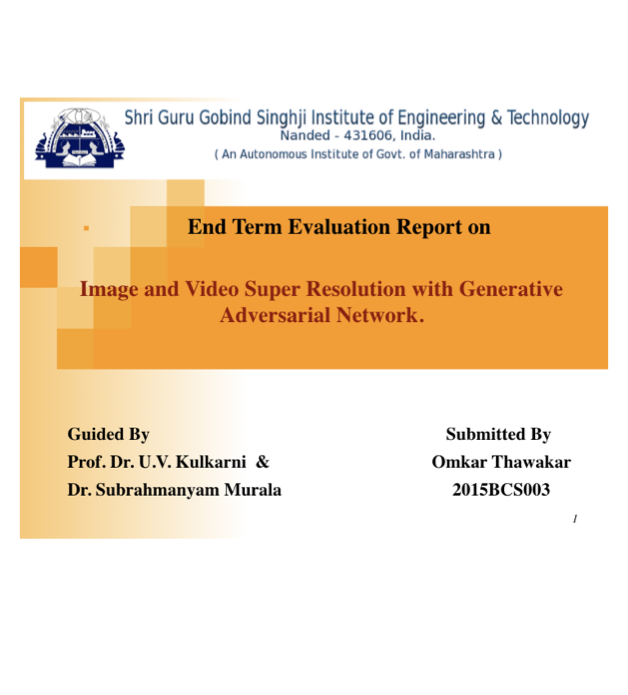 Shri Guru Gobind Singhji Institute of Engineering & Technology
Nanded - 431606, India.
( An Autonomous Institute of Govt. of Maharashtra )
End Term Evaluation Report on
Image and Video Super Resolution with Generative
Adversarial Network.
Guided By
Prof. Dr. U.V. Kulkarni &
Dr. Subrahmanyam Murala
Submitted By
Omkar Thawakar
2015BCS003
1